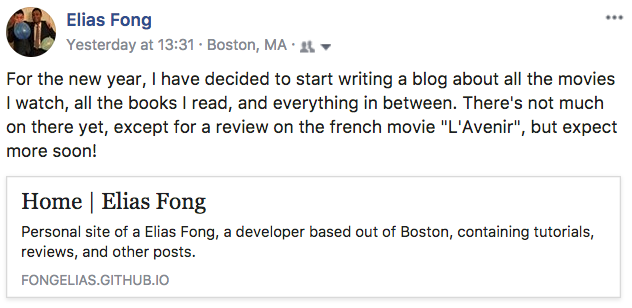 Elias Fong
Yesterday at 13:31 · Boston, MA ·
For the new year, I have decided to start writing a blog about all the movies
I watch, all the books I read, and everything in between. There's not much
on there yet, except for a review on the french movie "L'Avenir", but expect
more soon!
Home | Elias Fong
Personal site of a Elias Fong, a developer based out of Boston, containing tutorials,
reviews, and other posts.
FONGELIAS.GITHUB.IO